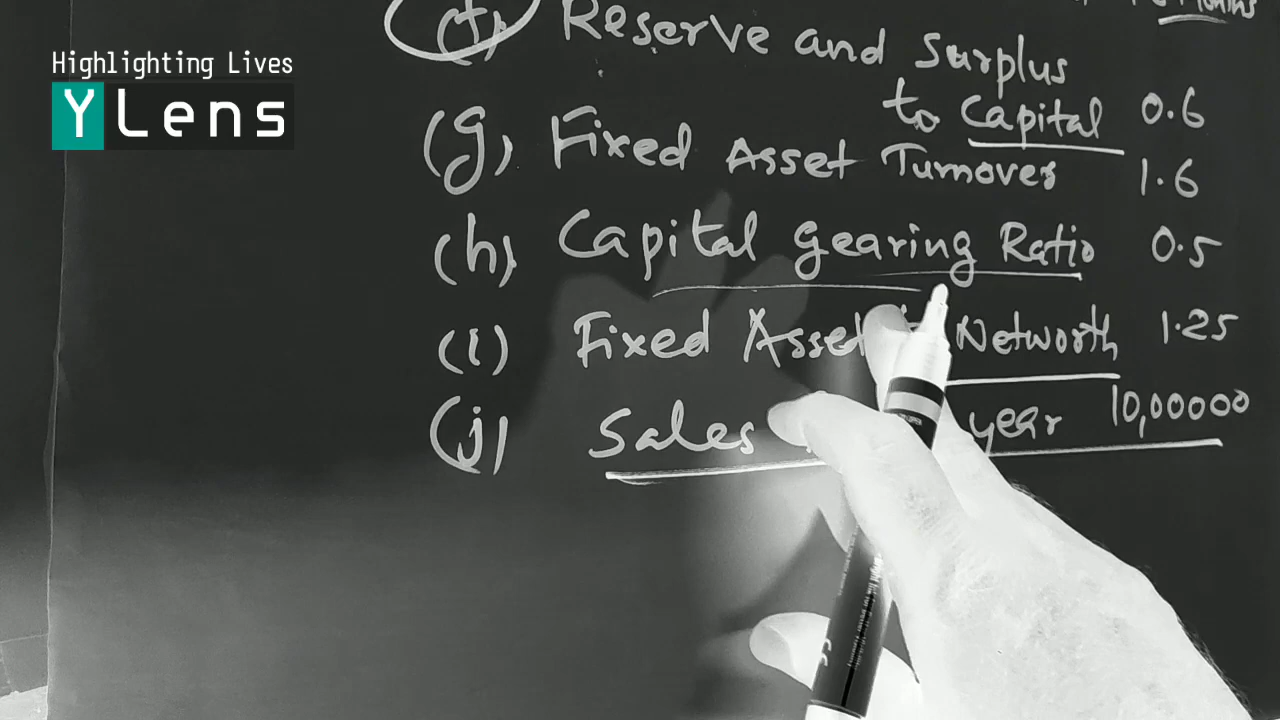 Highlighting Lives
YLens
(f) Reserve and Surplus
to Capital 0.6
(g) Fixed Asset Turnover 1.6
(h) Capital gearing Ratio 0.5
(i) Fixed Asset Networth 1.25
(j) Sales year 10,00000